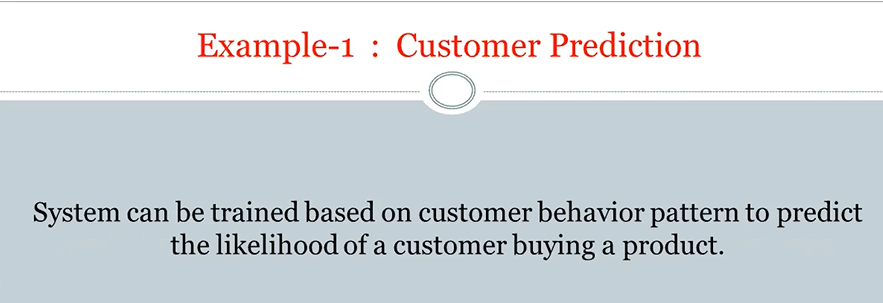 Example-1 : Customer Prediction
System can be trained based on customer behavior pattern to predict
the likelihood of a customer buying a product.